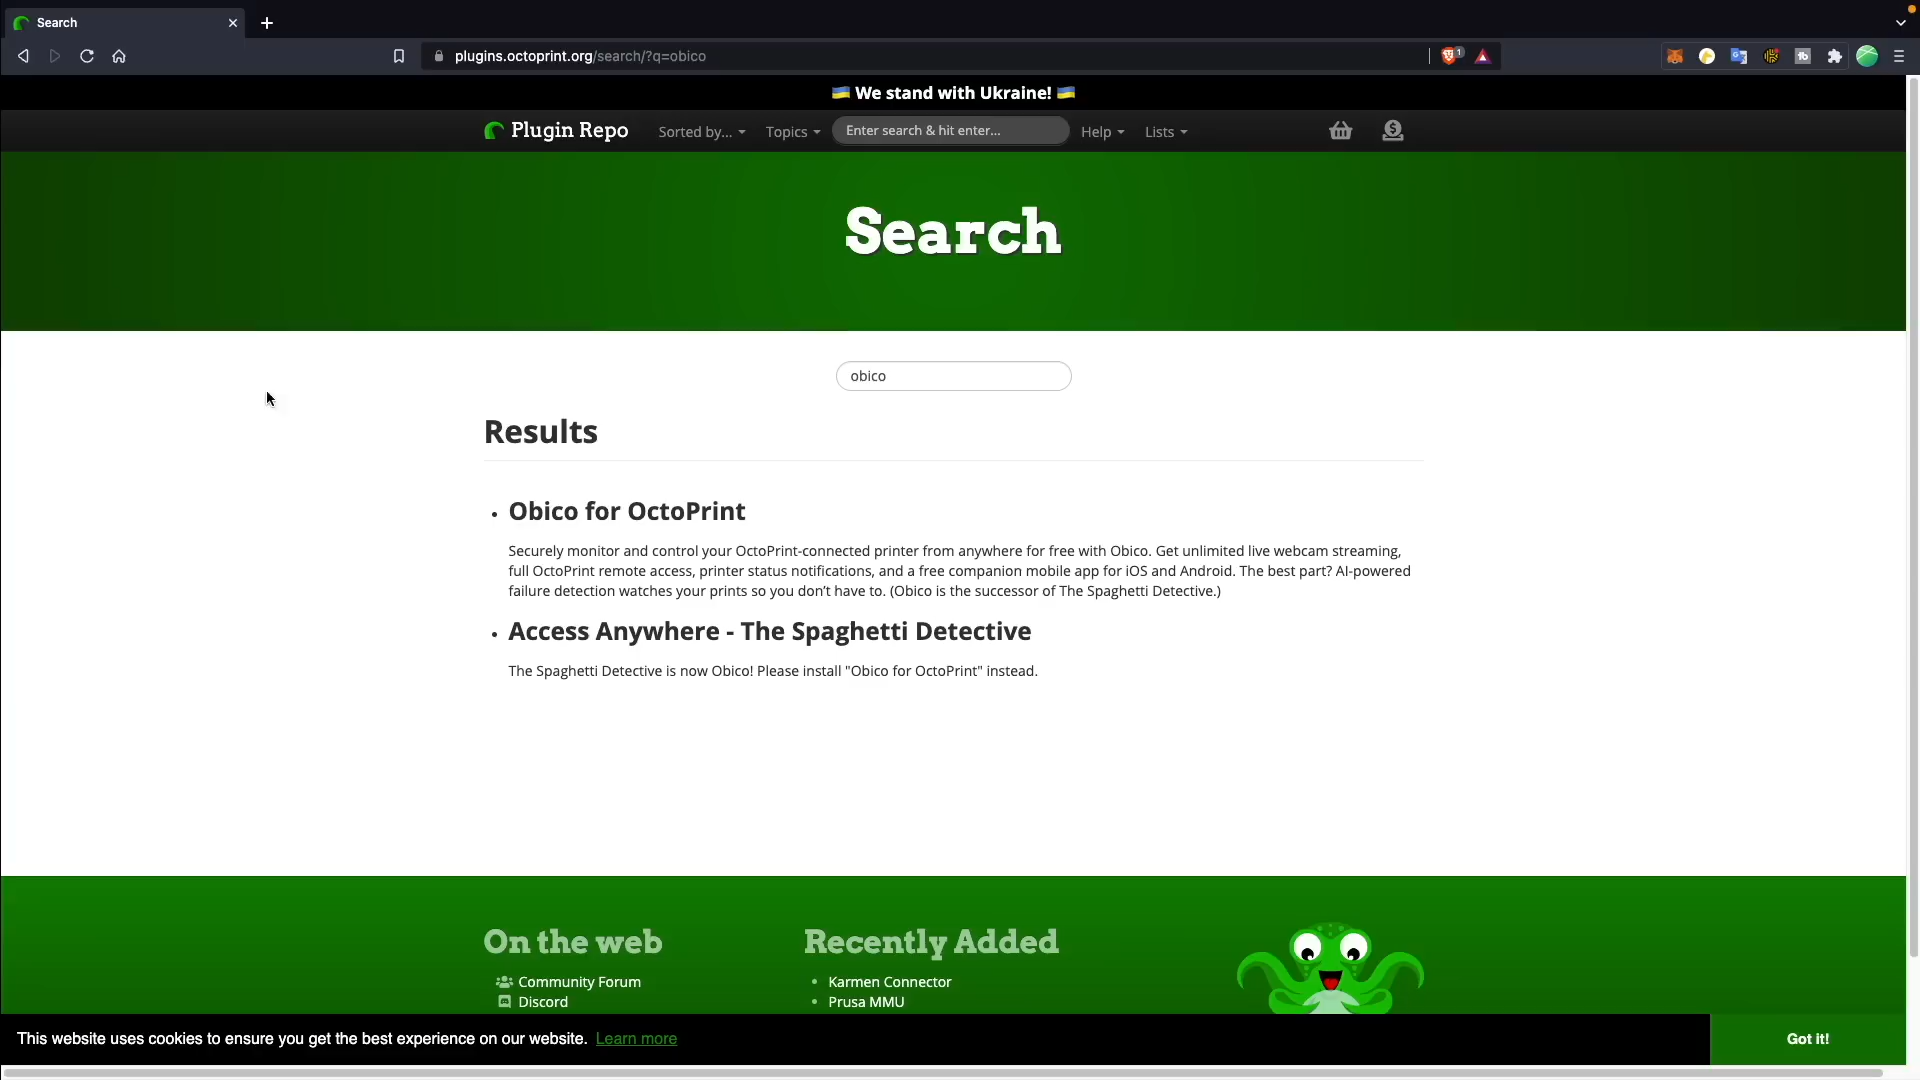 Search
plugins.octoprint.org/search/?q=obico
1
We stand with Ukraine!
Plugin Repo
Sorted by...
Topics
Enter search & hit enter...
Help
Lists
Search
obico
Results
Obico for OctoPrint
Securely monitor and control your OctoPrint-connected printer from anywhere for free with Obico. Get unlimited live webcam streaming,
full OctoPrint remote access, printer status notifications, and a free companion mobile app for iOS and Android. The best part? AI-powered
failure detection watches your prints so you don’t have to. (Obico is the successor of The Spaghetti Detective.)
Access Anywhere - The Spaghetti Detective
The Spaghetti Detective is now Obico! Please install "Obico for OctoPrint" instead.
On the web
Community Forum
Discord
Recently Added
Karmen Connector
Prusa MMU
This website uses cookies to ensure you get the best experience on our website. Learn more
Got it!